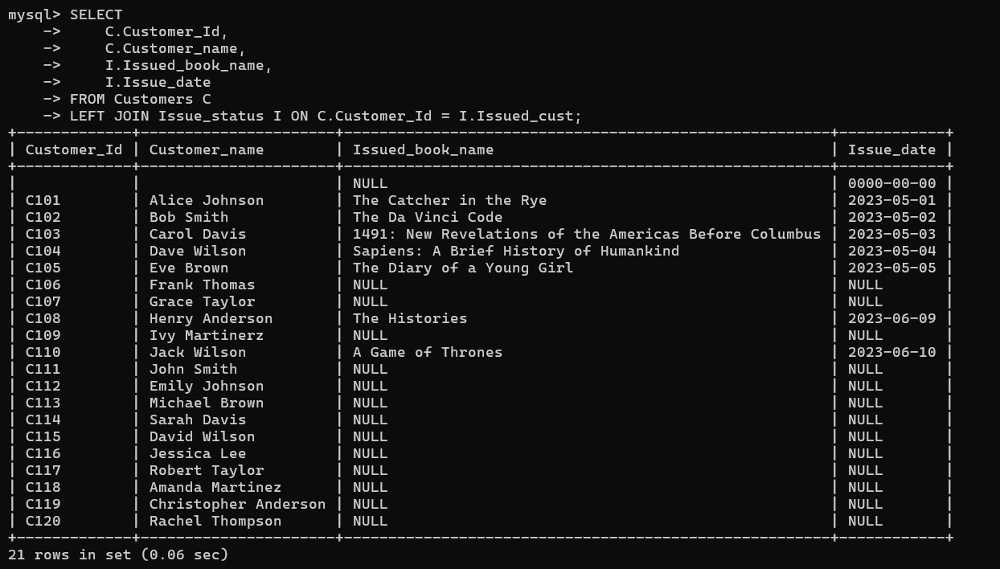 mysql> SELECT
    ->     C.Customer_Id,
    ->     C.Customer_name,
    ->     I.Issued_book_name,
    ->     I.Issue_date
    -> FROM Customers C
    -> LEFT JOIN Issue_status I ON C.Customer_Id = I.Issued_cust;
+-------------+----------------------+-------------------------------------------------------+------------+
| Customer_Id | Customer_name        | Issued_book_name                                      | Issue_date |
+-------------+----------------------+-------------------------------------------------------+------------+
|             |                      | NULL                                                  | 0000-00-00 |
| C101        | Alice Johnson        | The Catcher in the Rye                                | 2023-05-01 |
| C102        | Bob Smith            | The Da Vinci Code                                     | 2023-05-02 |
| C103        | Carol Davis          | 1491: New Revelations of the Americas Before Columbus | 2023-05-03 |
| C104        | Dave Wilson          | Sapiens: A Brief History of Humankind                 | 2023-05-04 |
| C105        | Eve Brown            | The Diary of a Young Girl                             | 2023-05-05 |
| C106        | Frank Thomas         | NULL                                                  | NULL       |
| C107        | Grace Taylor         | NULL                                                  | NULL       |
| C108        | Henry Anderson       | The Histories                                         | 2023-06-09 |
| C109        | Ivy Martinerz        | NULL                                                  | NULL       |
| C110        | Jack Wilson          | A Game of Thrones                                     | 2023-06-10 |
| C111        | John Smith           | NULL                                                  | NULL       |
| C112        | Emily Johnson        | NULL                                                  | NULL       |
| C113        | Michael Brown        | NULL                                                  | NULL       |
| C114        | Sarah Davis          | NULL                                                  | NULL       |
| C115        | David Wilson         | NULL                                                  | NULL       |
| C116        | Jessica Lee          | NULL                                                  | NULL       |
| C117        | Robert Taylor        | NULL                                                  | NULL       |
| C118        | Amanda Martinez      | NULL                                                  | NULL       |
| C119        | Christopher Anderson | NULL                                                  | NULL       |
| C120        | Rachel Thompson      | NULL                                                  | NULL       |
+-------------+----------------------+-------------------------------------------------------+------------+
21 rows in set (0.06 sec)